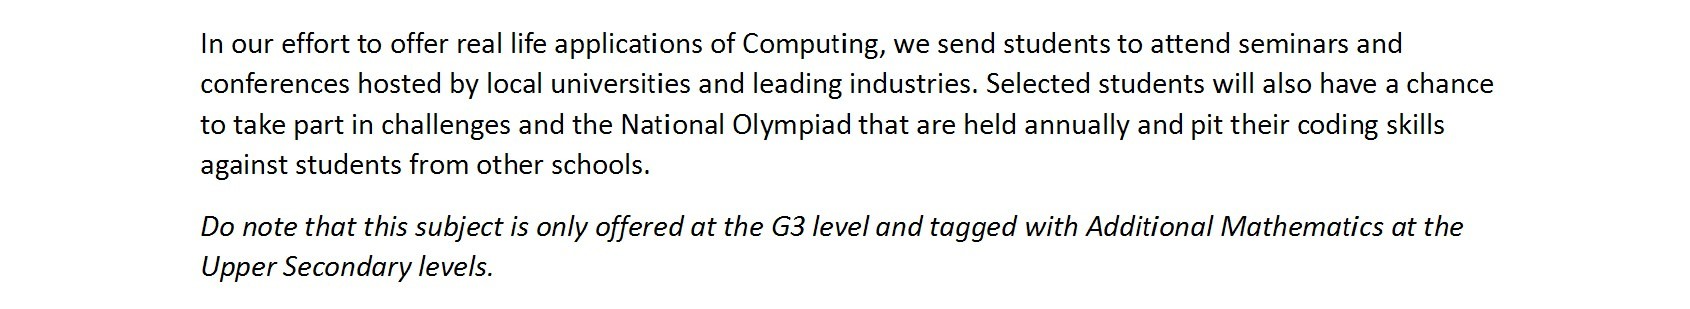 In our effort to offer real life applications of Computing, we send students to attend seminars and
conferences hosted by local universities and leading industries. Selected students will also have a chance
to take part in challenges and the National Olympiad that are held annually and pit their coding skills
against students from other schools.
Do note that this subject is only offered at the G3 level and tagged with Additional Mathematics at the
Upper Secondary levels.